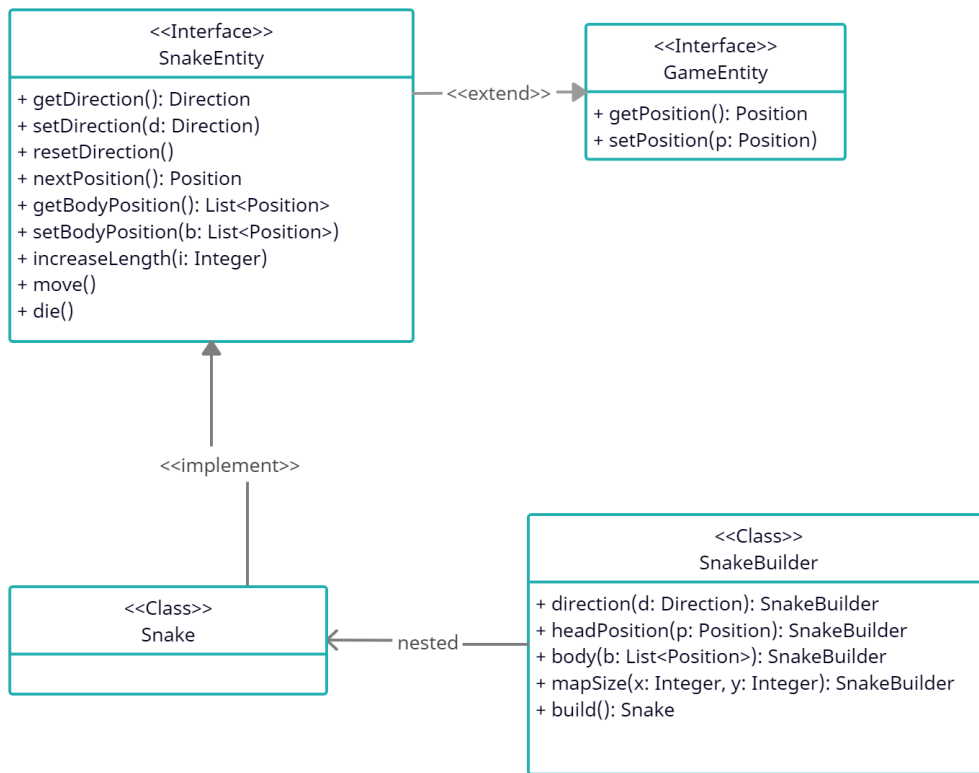 <<Interface>>
SnakeEntity
+ getDirection(): Direction
+ setDirection(d: Direction)
+ resetDirection()
+ nextPosition(): Position
+ getBodyPosition(): List<Position>
+ setBodyPosition(b: List<Position>)
+ increaseLength(i: Integer)
+ move()
+ die()
<<extend>>
<<Interface>>
GameEntity
+ getPosition(): Position
+ setPosition(p: Position)
<<implement>>
<<Class>>
Snake
nested
<<Class>>
SnakeBuilder
+ direction(d: Direction): SnakeBuilder
+ headPosition(p: Position): SnakeBuilder
+ body(b: List<Position>): SnakeBuilder
+ mapSize(x: Integer, y: Integer): SnakeBuilder
+ build(): Snake